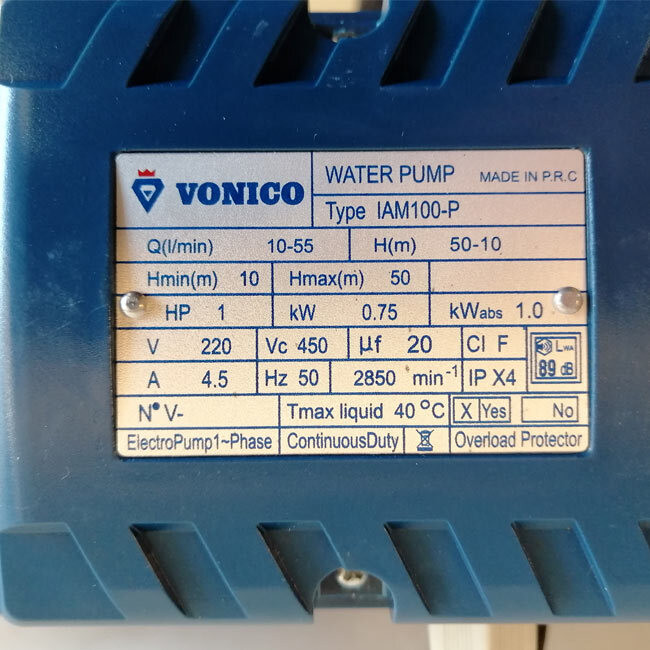 VONICO
WATER PUMP MADE IN P.R.C
Type IAM100-P
Q(l/min) 10-55 H(m) 50-10
Hmin(m) 10 Hmax(m) 50
HP 1 kW 0.75 kWabs 1.0
V 220 Vc 450 µf 20 Cl F
LWA
89 dB
A 4.5 Hz 50 2850 min-1 IP X4
N° V- Tmax liquid 40 °C X Yes No
ElectroPump1~Phase ContinuousDuty Overload Protector